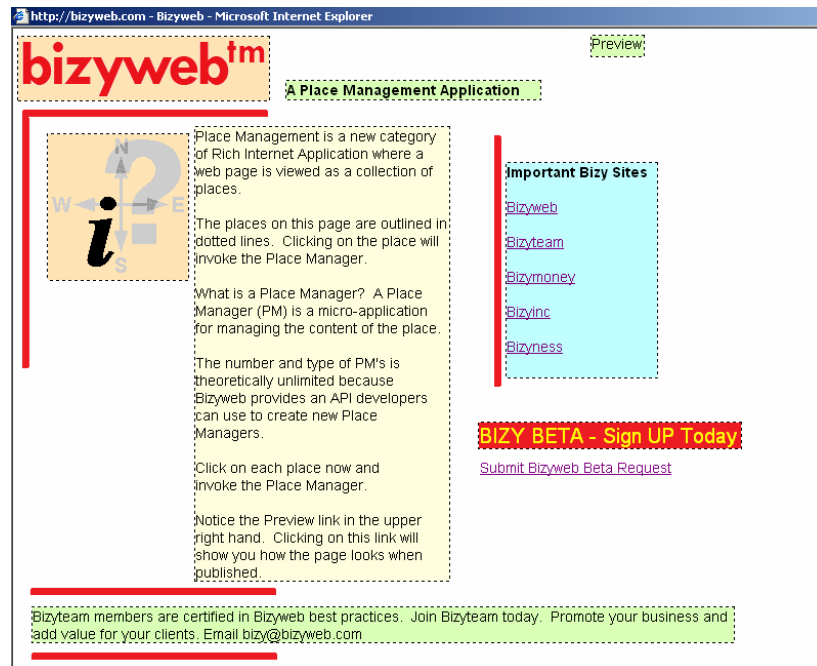 http://bizyweb.com - Bizyweb - Microsoft Internet Explorer
Preview
bizyweb™
A Place Management Application
N
W E
S
i
?
Place Management is a new category
of Rich Internet Application where a
web page is viewed as a collection of
places.
The places on this page are outlined in
dotted lines.  Clicking on the place will
invoke the Place Manager.
What is a Place Manager?  A Place
Manager (PM) is a micro-application
for managing the content of the place.
The number and type of PM's is
theoretically unlimited because
Bizyweb provides an API developers
can use to create new Place
Managers.
Click on each place now and
invoke the Place Manager.
Notice the Preview link in the upper
right hand.  Clicking on this link will
show you how the page looks when
published.
Important Bizy Sites
Bizyweb
Bizyteam
Bizymoney
Bizyinc
Bizyness
BIZY BETA - Sign UP Today
Submit Bizyweb Beta Request
Bizyteam members are certified in Bizyweb best practices.  Join Bizyteam today.  Promote your business and
add value for your clients. Email bizy@bizyweb.com